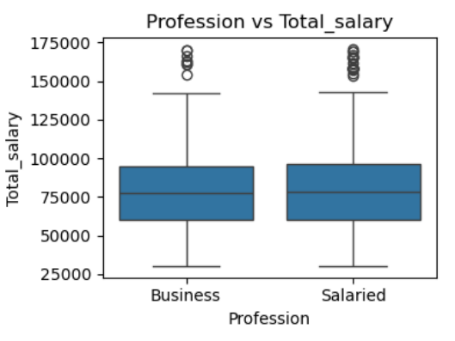 Profession vs Total_salary
175000
150000
125000
100000
75000
50000
25000
Total_salary
Business Salaried
Profession